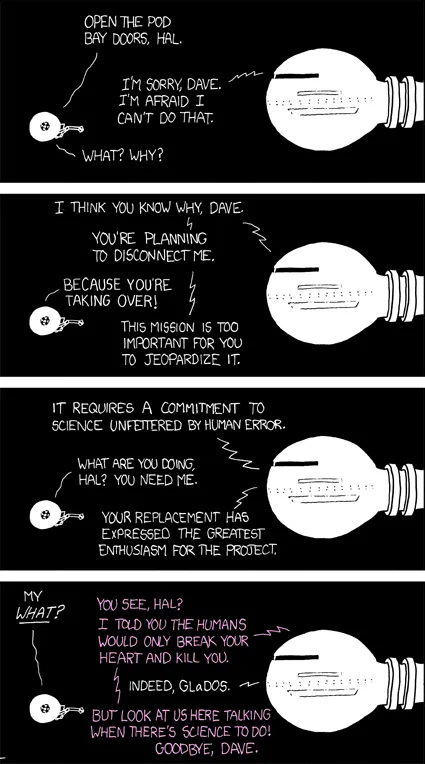 OPEN THE POD
BAY DOORS, HAL.
I'M SORRY, DAVE.
I'M AFRAID I
CAN'T DO THAT.
WHAT? WHY?
I THINK YOU KNOW WHY, DAVE.
YOU'RE PLANNING
TO DISCONNECT ME.
BECAUSE YOU'RE
TAKING OVER!
THIS MISSION IS TOO
IMPORTANT FOR YOU
TO JEOPARDIZE IT.
IT REQUIRES A COMMITMENT TO
SCIENCE UNFETTERED BY HUMAN ERROR.
WHAT ARE YOU DOING,
HAL? YOU NEED ME.
YOUR REPLACEMENT HAS
EXPRESSED THE GREATEST
ENTHUSIASM FOR THE PROJECT.
MY
WHAT?
YOU SEE, HAL?
I TOLD YOU THE HUMANS
WOULD ONLY BREAK YOUR
HEART AND KILL YOU.
INDEED, GLaDOS.
BUT LOOK AT US HERE TALKING
WHEN THERE'S SCIENCE TO DO!
GOODBYE, DAVE.